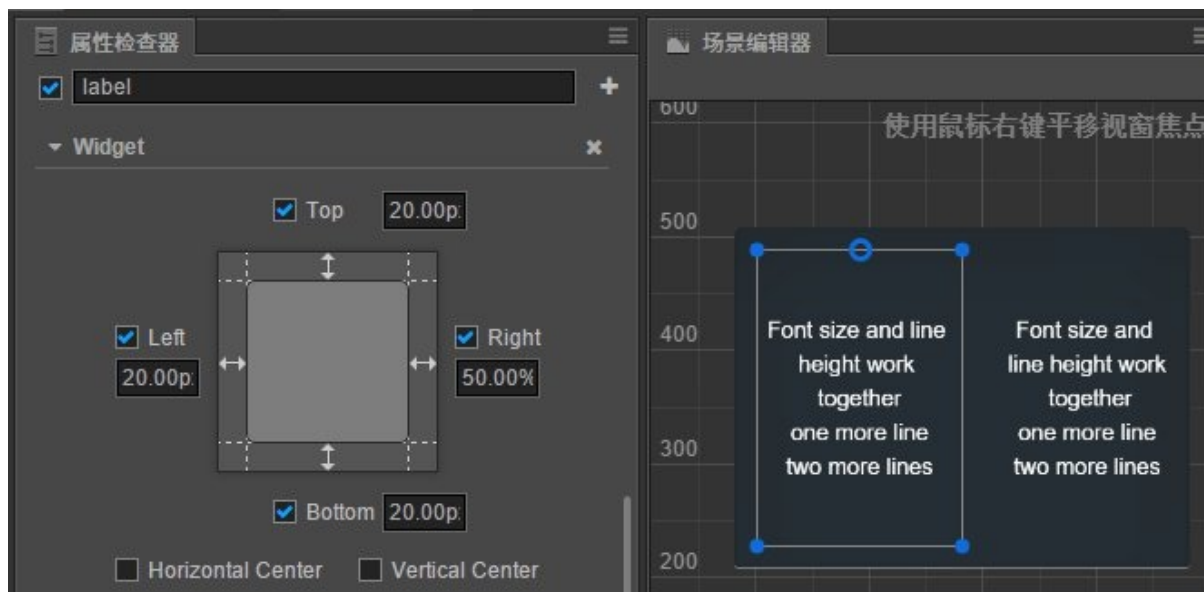 属性检查器
label
Widget
Top 20.00p
Left
20.00p
Right
50.00%
Bottom 20.00p
Horizontal Center Vertical Center
场景编辑器
使用鼠标右键平移视窗焦点
600
500
400
300
200
Font size and line
height work
together
one more line
two more lines
Font size and
line height work
together
one more line
two more lines